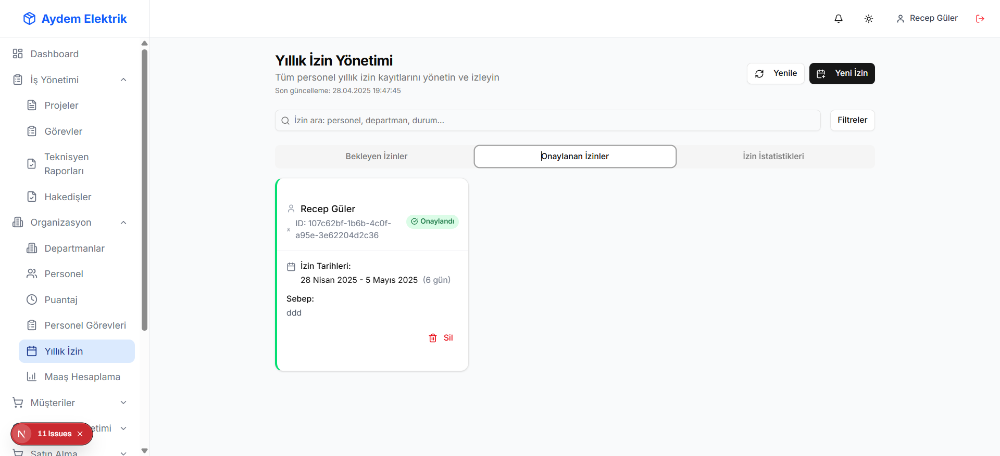 Aydem Elektrik
Recep Güler
Dashboard
İş Yönetimi
Projeler
Görevler
Teknisyen
Raporları
Hakedişler
Organizasyon
Departmanlar
Personel
Puantaj
Personel Görevleri
Yıllık İzin
Maaş Hesaplama
Müşteriler
etimi
Satın Alma
N
11 Issues
Yıllık İzin Yönetimi
Tüm personel yıllık izin kayıtlarını yönetin ve izleyin
Son güncelleme: 28.04.2025 19:47:45
Yenile
Yeni İzin
İzin ara: personel, departman, durum...
Filtreler
Bekleyen İzinler
Onaylanan İzinler
İzin İstatistikleri
Recep Güler
ID: 107c62bf-1b6b-4c0f-
a95e-3e62204d2c36
Onaylandı
İzin Tarihleri:
28 Nisan 2025 - 5 Mayıs 2025 (6 gün)
Sebep:
ddd
Sil